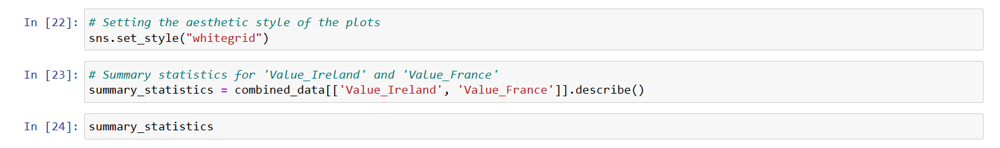 In [22]: # Setting the aesthetic style of the plots
sns.set_style("whitegrid")
In [23]: # Summary statistics for 'Value_Ireland' and 'Value_France'
summary_statistics = combined_data[['Value_Ireland', 'Value_France']].describe()
In [24]: summary_statistics